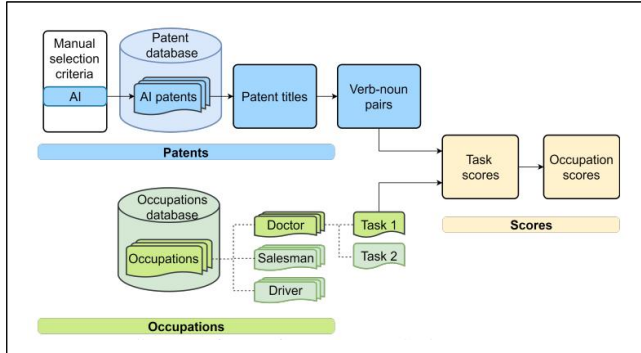 Manual
selection
criteria
AI
Patent
database
AI patents
Patent titles
Verb-noun
pairs
Patents
Task
scores
Occupation
scores
Scores
Occupations
database
Occupations
Doctor
Salesman
Driver
Task 1
Task 2
Occupations